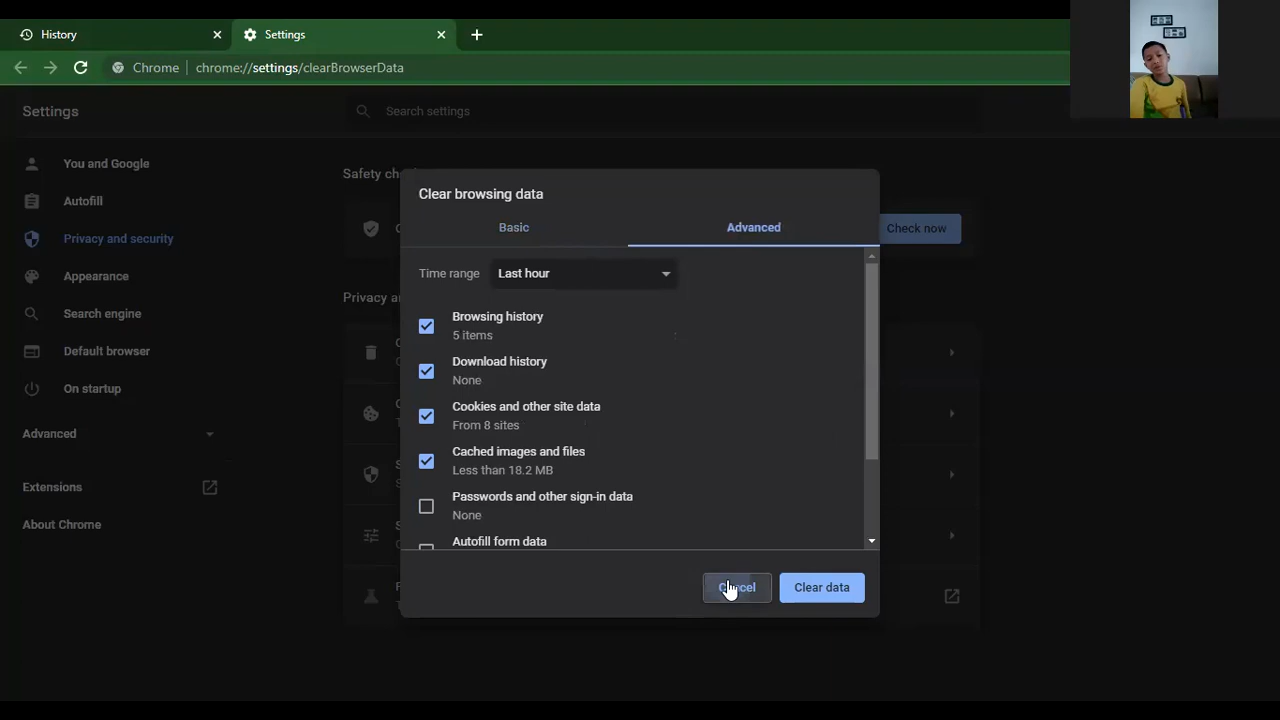 History
Settings
Chrome
chrome://settings/clearBrowserData
Settings
Search settings
You and Google
Autofill
Privacy and security
Appearance
Search engine
Default browser
On startup
Advanced
Extensions
About Chrome
Check now
Clear browsing data
Basic
Advanced
Time range
Last hour
Browsing history
5 items
Download history
None
Cookies and other site data
From 8 sites
Cached images and files
Less than 18.2 MB
Passwords and other sign-in data
None
Autofill form data
Cancel
Clear data